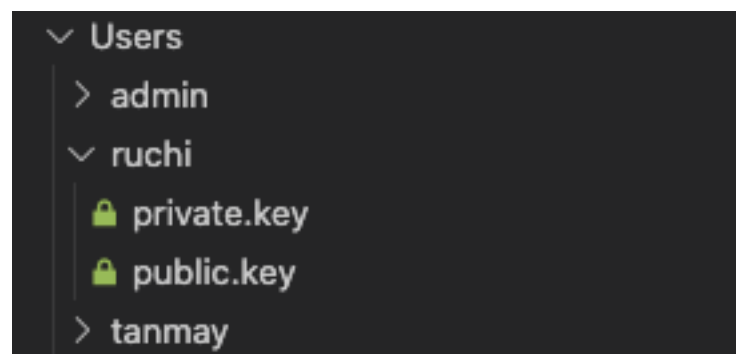 Users
admin
ruchi
private.key
public.key
tanmay